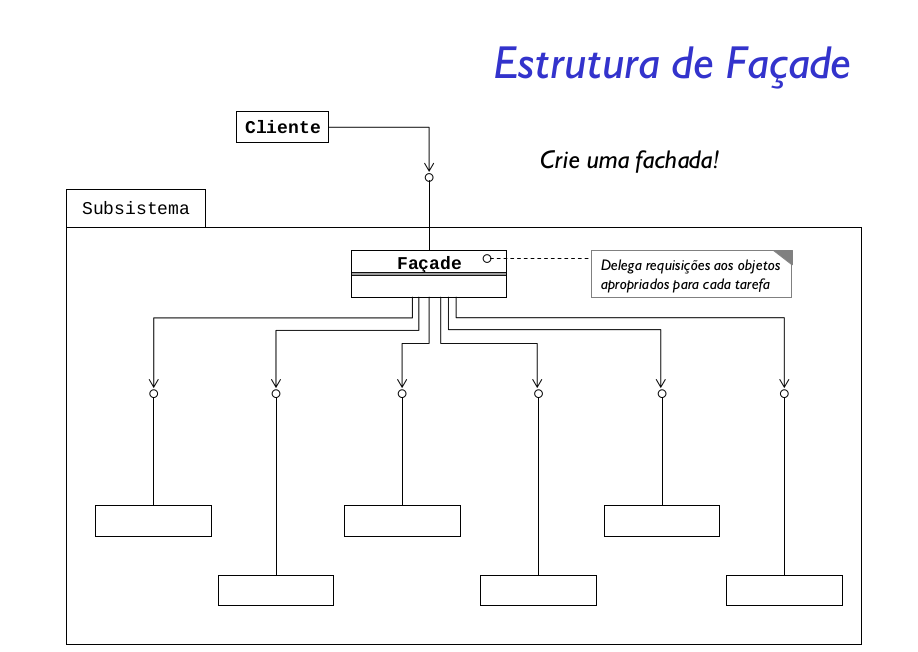 Estrutura de Façade
Cliente
Crie uma fachada!
Subsistema
Façade
Delega requisições aos objetos
apropriados para cada tarefa